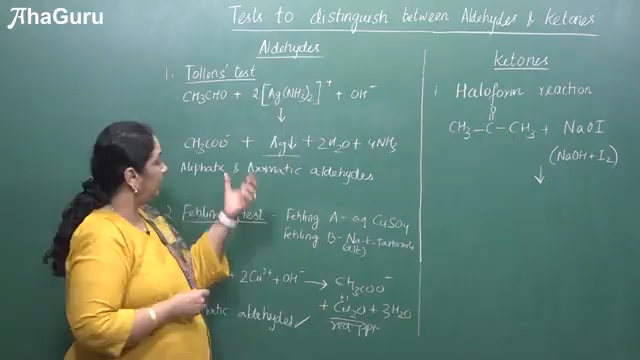 AhaGuru
Tests to distinguish between Aldehydes & Ketones
Aldehydes
1. Tollens' test
CH₃CHO + 2[Ag(NH₃)₂]⁺ + OH⁻
↓
CH₃COO⁻ + Ag↓ + 2H₂O + 4NH₃
Aliphatic & Aromatic aldehydes
2 Fehling test - Fehling A - aq CuSO₄
Fehling B - Na-K-tartarate
+ 2Cu²⁺ + OH⁻ → CH₃COO⁻
+ Cu₂O + 3H₂O
+1
aldehydes ✓ red ppt
Ketones
1 Haloform reaction
O
CH₃ - C - CH₃ + NaOI
(NaOH + I₂)
↓